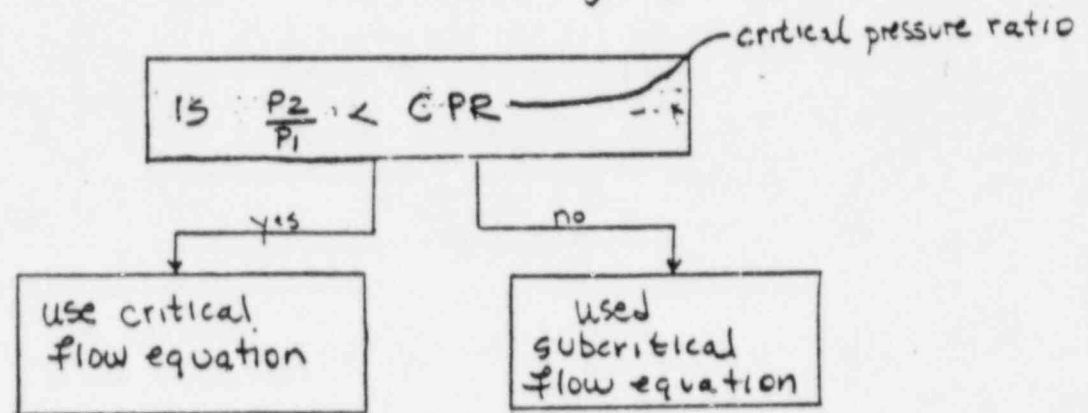 critical pressure ratio
Is P2/P1 < CPR
yes
no
use critical
flow equation
used
subcritical
flow equation